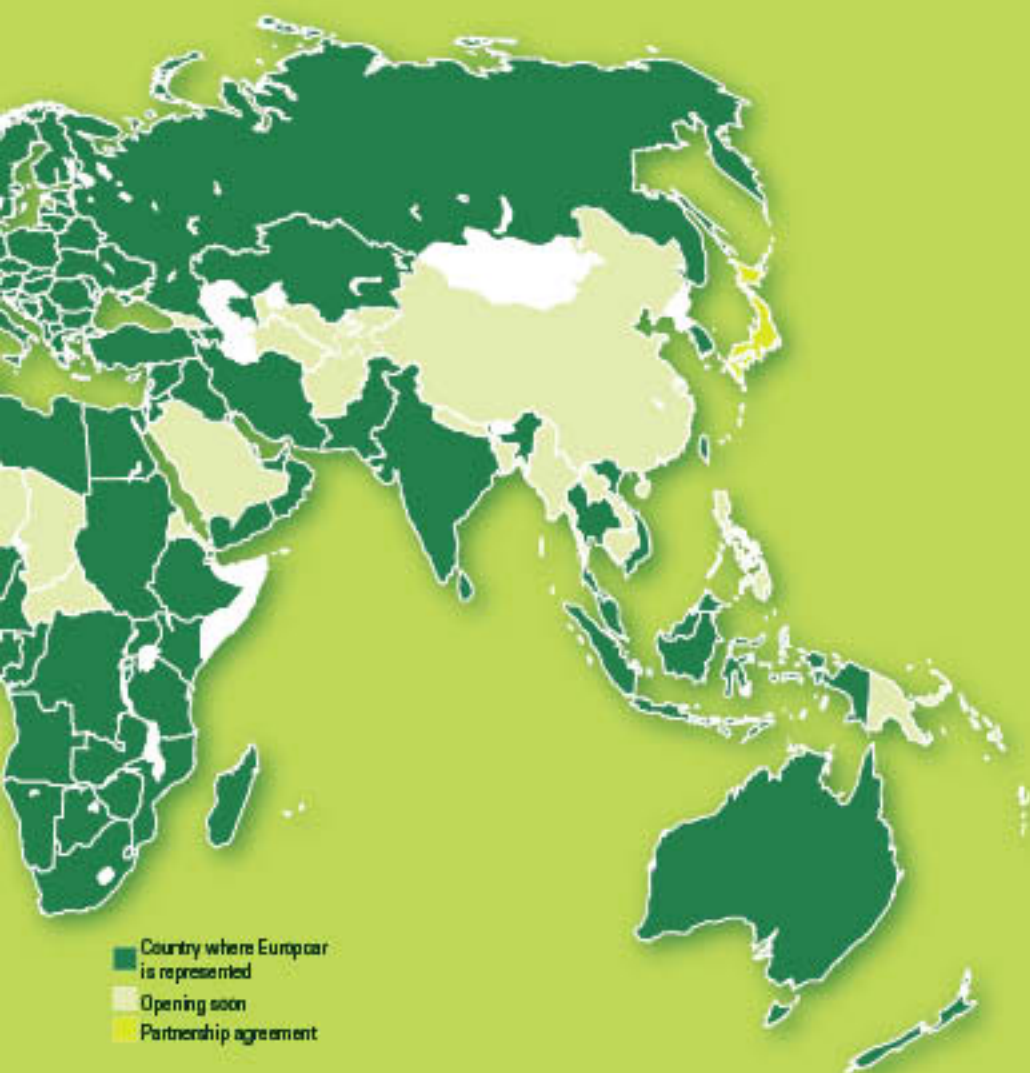 Country where Europcar
is represented
Opening soon
Partnership agreement